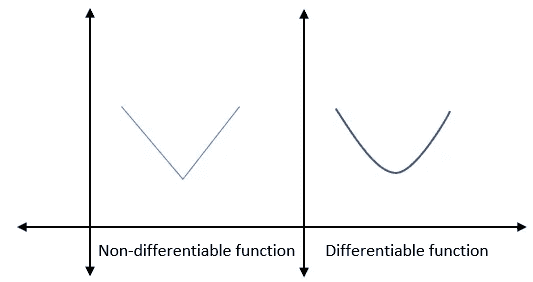 Non-differentiable function
Differentiable function